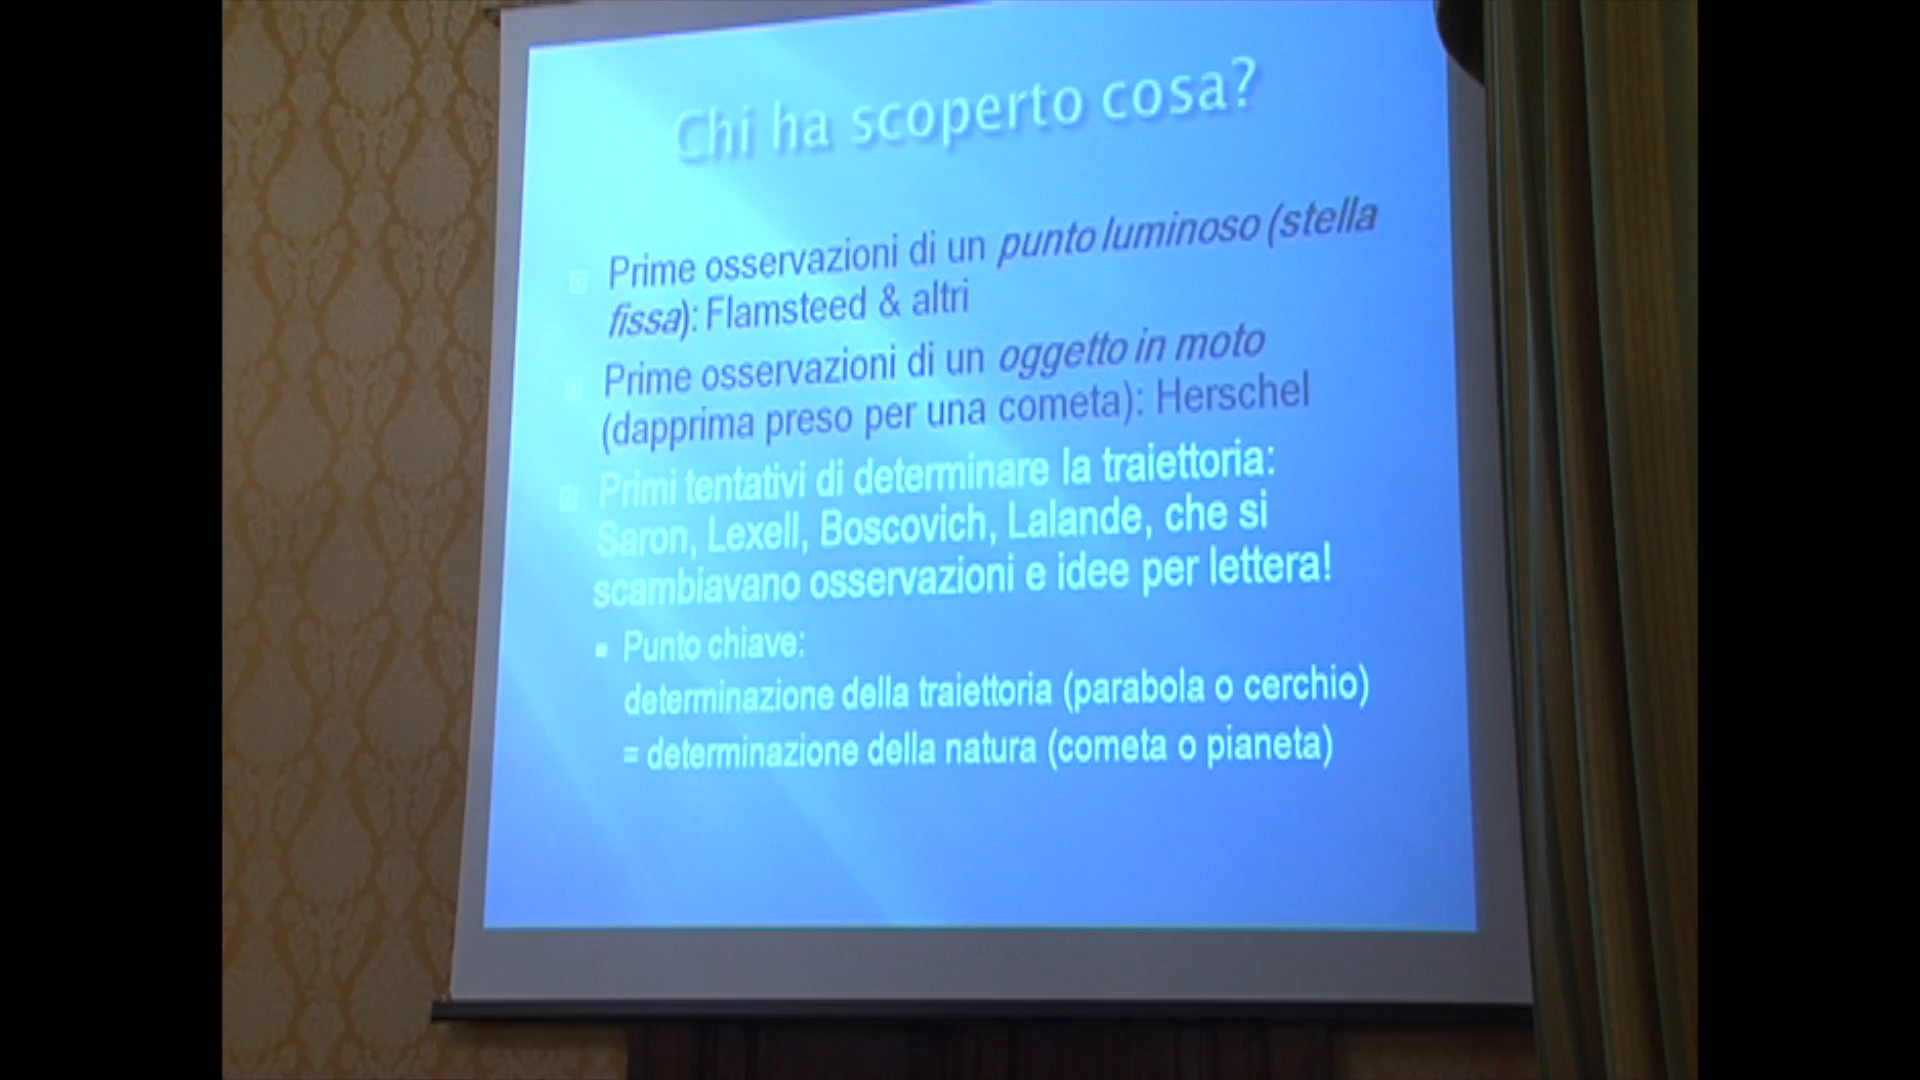 Chi ha scoperto cosa?
Prime osservazioni di un punto luminoso (stella
fissa): Flamsteed & altri
Prime osservazioni di un oggetto in moto
(dapprima preso per una cometa): Herschel
Primi tentativi di determinare la traiettoria:
Saron, Lexell, Boscovich, Lalande, che si
scambiavano osservazioni e idee per lettera!
Punto chiave:
determinazione della traiettoria (parabola o cerchio)
= determinazione della natura (cometa o pianeta)